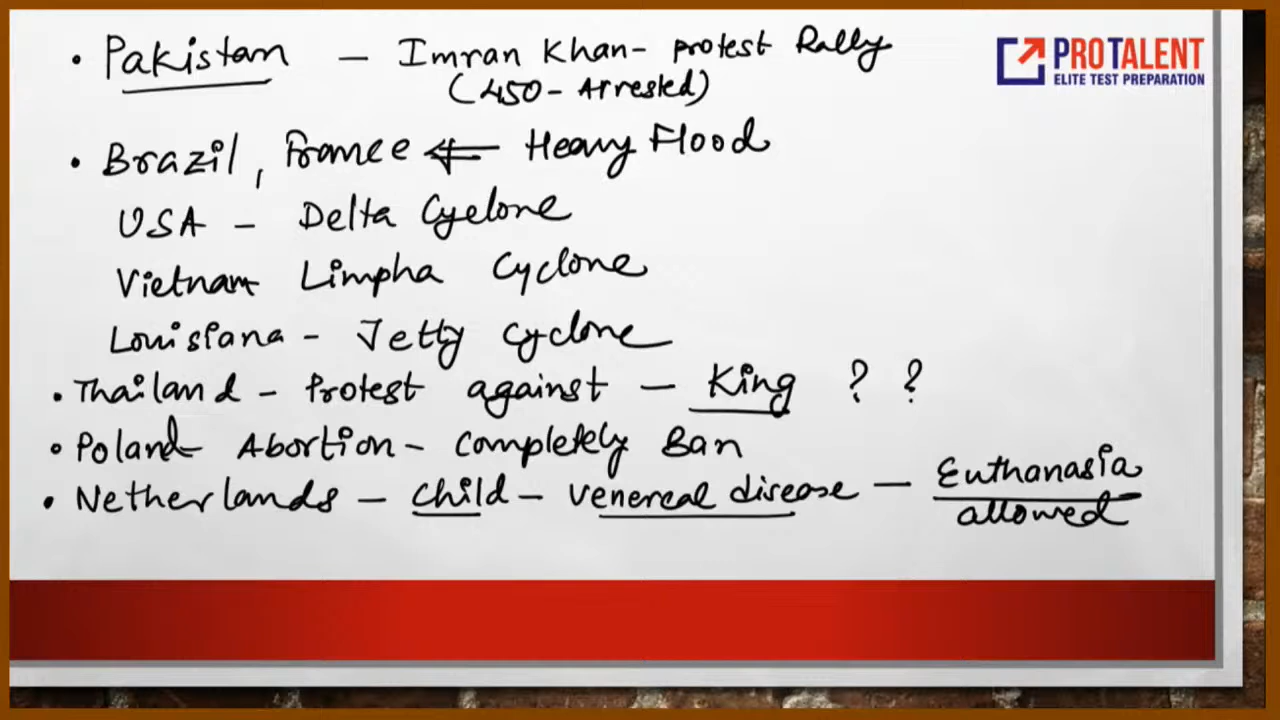 • Pakistan – Imran Khan – protest Rally
(450 – Arrested)
PROTALENT
ELITE TEST PREPARATION
• Brazil, France ⇐ Heavy Flood
USA – Delta Cyclone
Vietnam Limpha Cyclone
Louisiana – Jetty cyclone
• Thailand – Protest against – King ? ?
• Poland Abortion – completely Ban
• Netherlands – child – venereal disease – Euthanasia
allowed